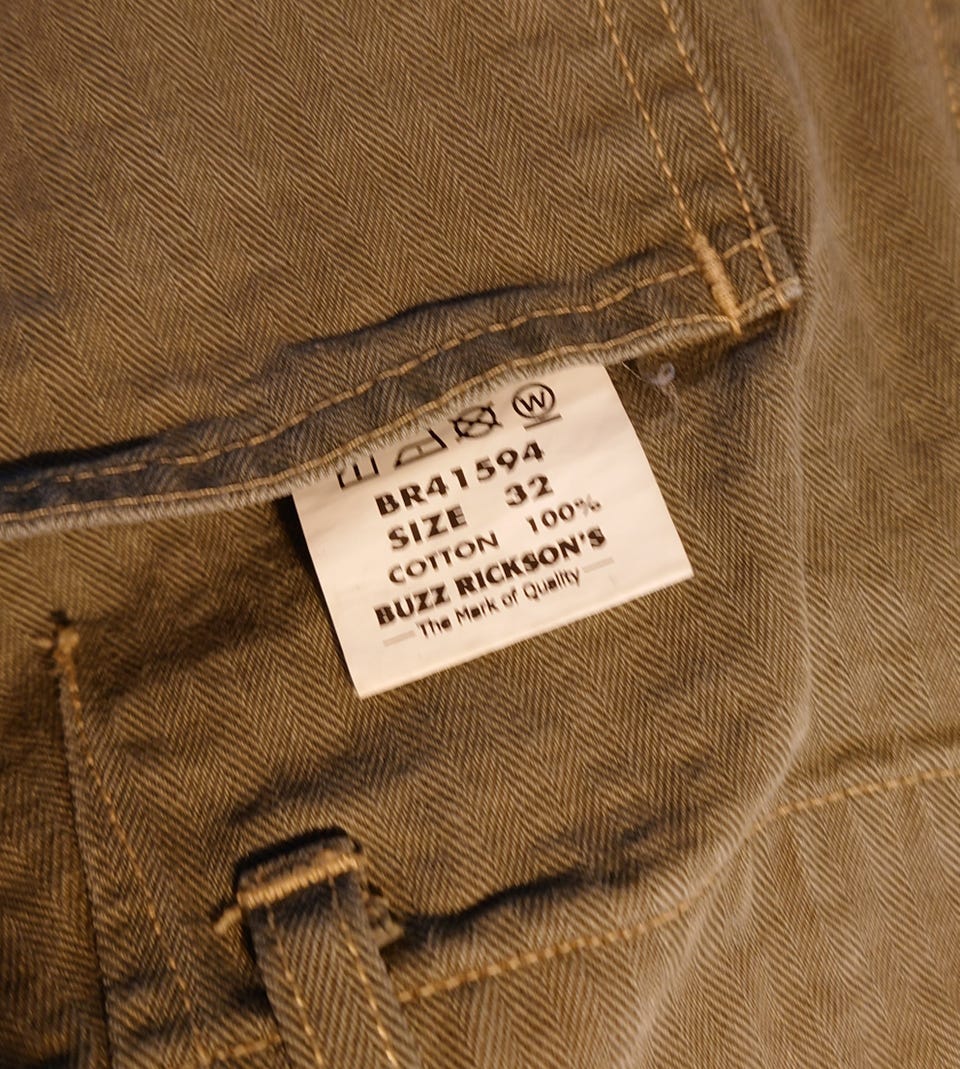 W
BR41594
SIZE 32
COTTON 100%
BUZZ RICKSON'S
The Mark of Quality